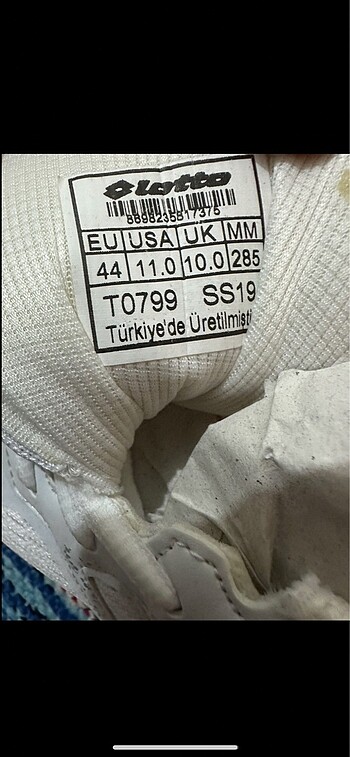 lotto
8698235517375
EU USA UK MM
44 11.0 10.0 285
T0799 SS19
Türkiye'de Üretilmişti